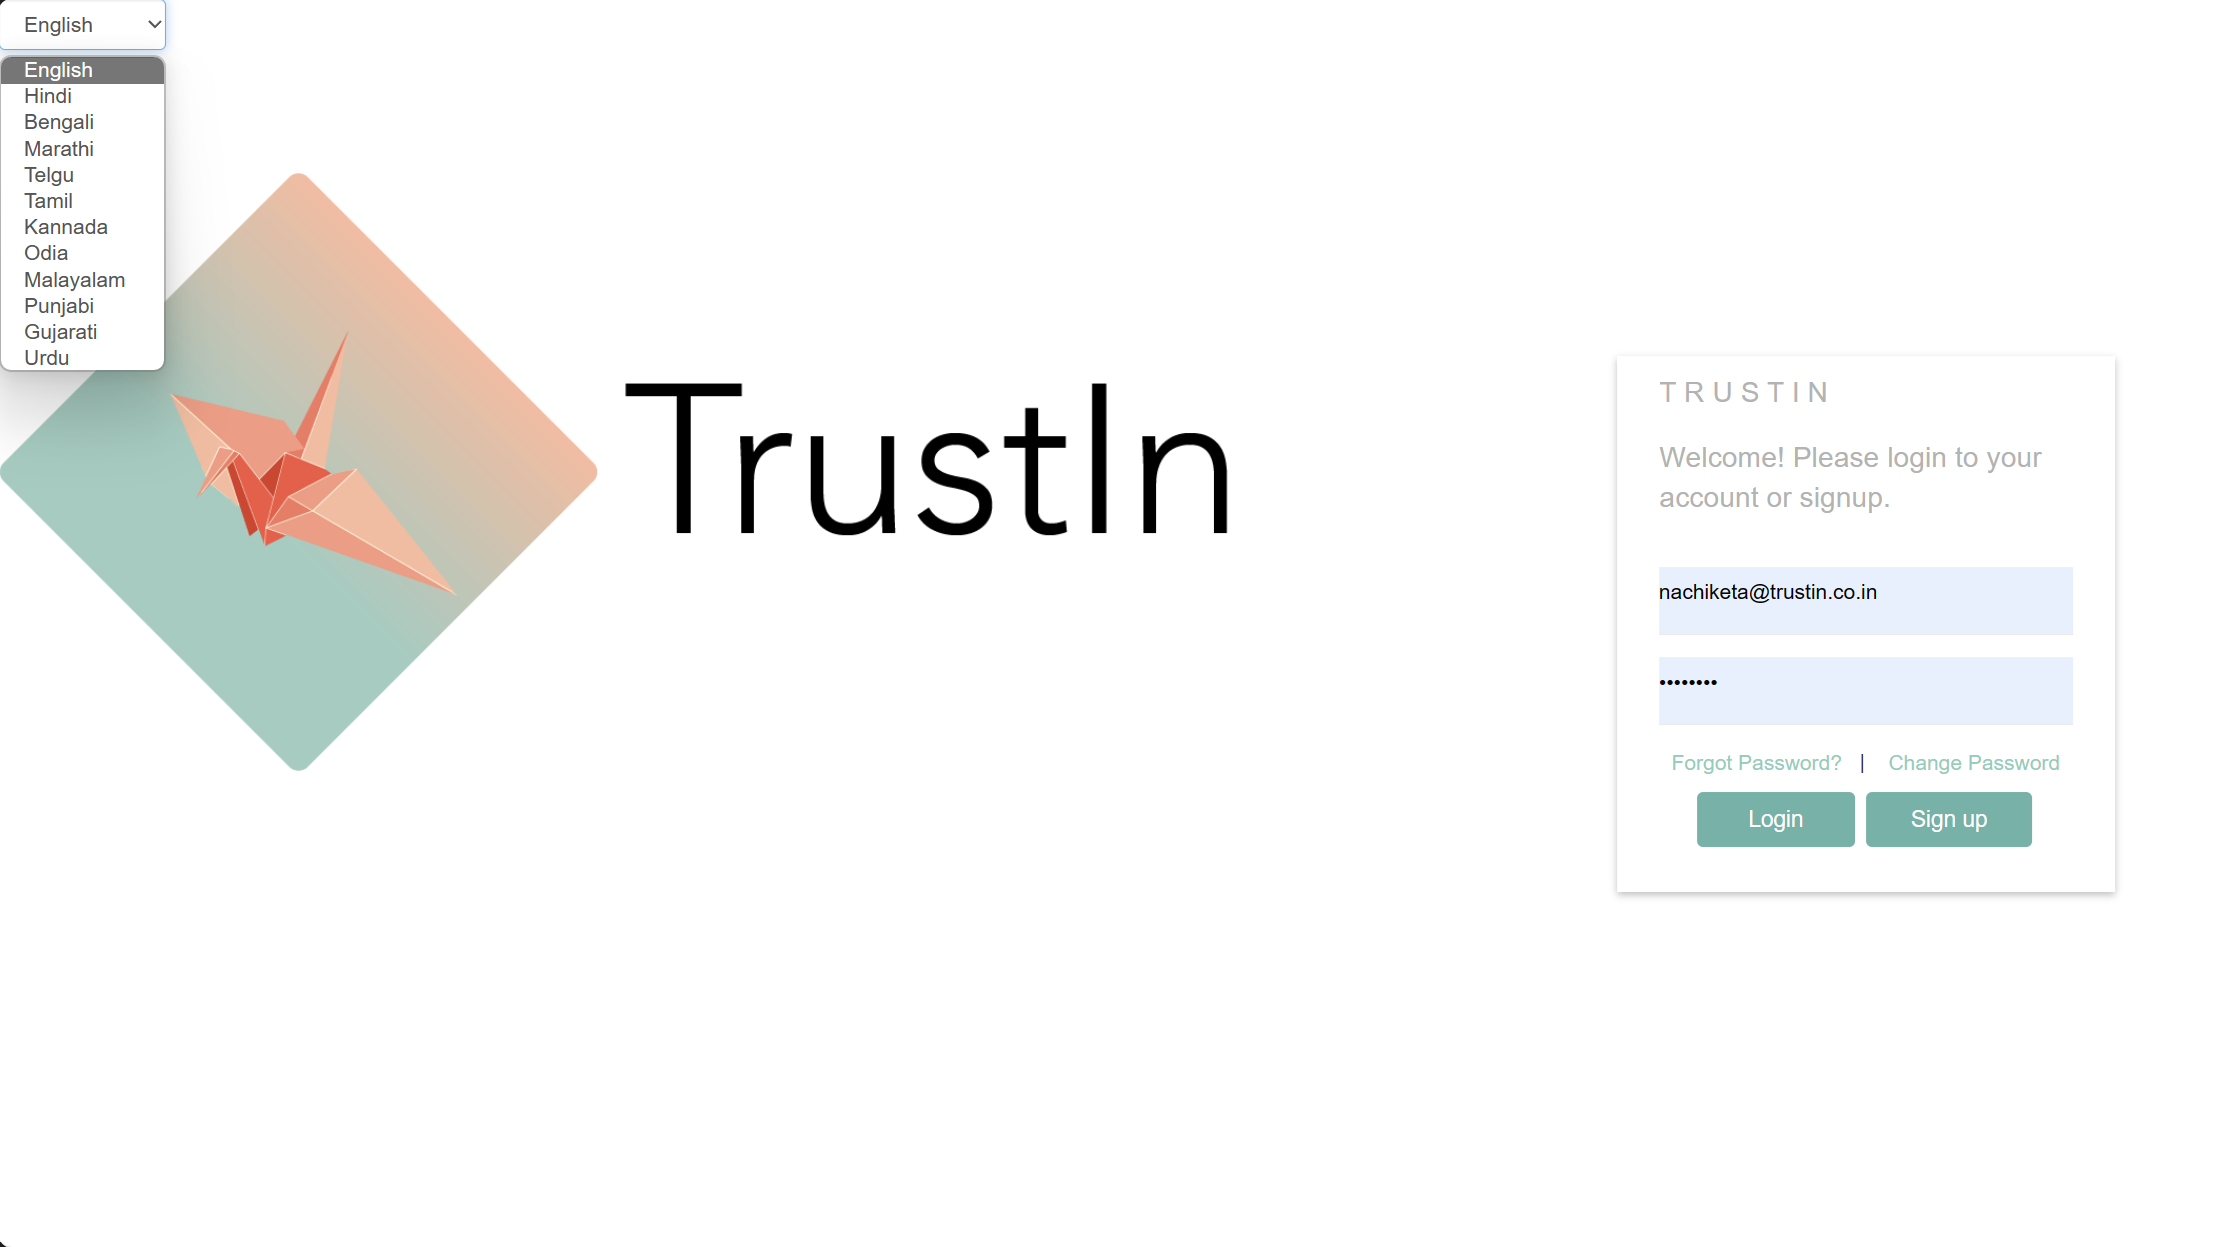 English
English
Hindi
Bengali
Marathi
Telgu
Tamil
Kannada
Odia
Malayalam
Punjabi
Gujarati
Urdu
TrustIn
TRUSTIN
Welcome! Please login to your
account or signup.
nachiketa@trustin.co.in
••••••••
Forgot Password? | Change Password
Login Sign up